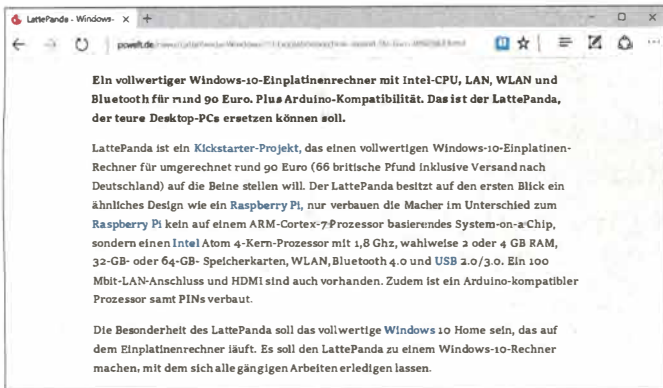 LattePanda - Windows-
pcwelt.de
Ein vollwertiger Windows-10-Einplatinenrechner mit Intel-CPU, LAN, WLAN und
Bluetooth für rund 90 Euro. Plus Arduino-Kompatibilität. Das ist der LattePanda,
der teure Desktop-PCs ersetzen können soll.
LattePanda ist ein Kickstarter-Projekt, das einen vollwertigen Windows-10-Einplatinen-
Rechner für umgerechnet rund 90 Euro (66 britische Pfund inklusive Versand nach
Deutschland) auf die Beine stellen will. Der LattePanda besitzt auf den ersten Blick ein
ähnliches Design wie ein Raspberry Pi, nur verbauen die Macher im Unterschied zum
Raspberry Pi kein auf einem ARM-Cortex-7-Prozessor basierendes System-on-a-Chip,
sondern einen Intel Atom 4-Kern-Prozessor mit 1,8 Ghz, wahlweise 2 oder 4 GB RAM,
32-GB- oder 64-GB- Speicherkarten, WLAN, Bluetooth 4.0 und USB 2.0/3.0. Ein 100
Mbit-LAN-Anschluss und HDMI sind auch vorhanden. Zudem ist ein Arduino-kompatibler
Prozessor samt PINs verbaut.
Die Besonderheit des LattePanda soll das vollwertige Windows 10 Home sein, das auf
dem Einplatinenrechner läuft. Es soll den LattePanda zu einem Windows-10-Rechner
machen, mit dem sich alle gängigen Arbeiten erledigen lassen.